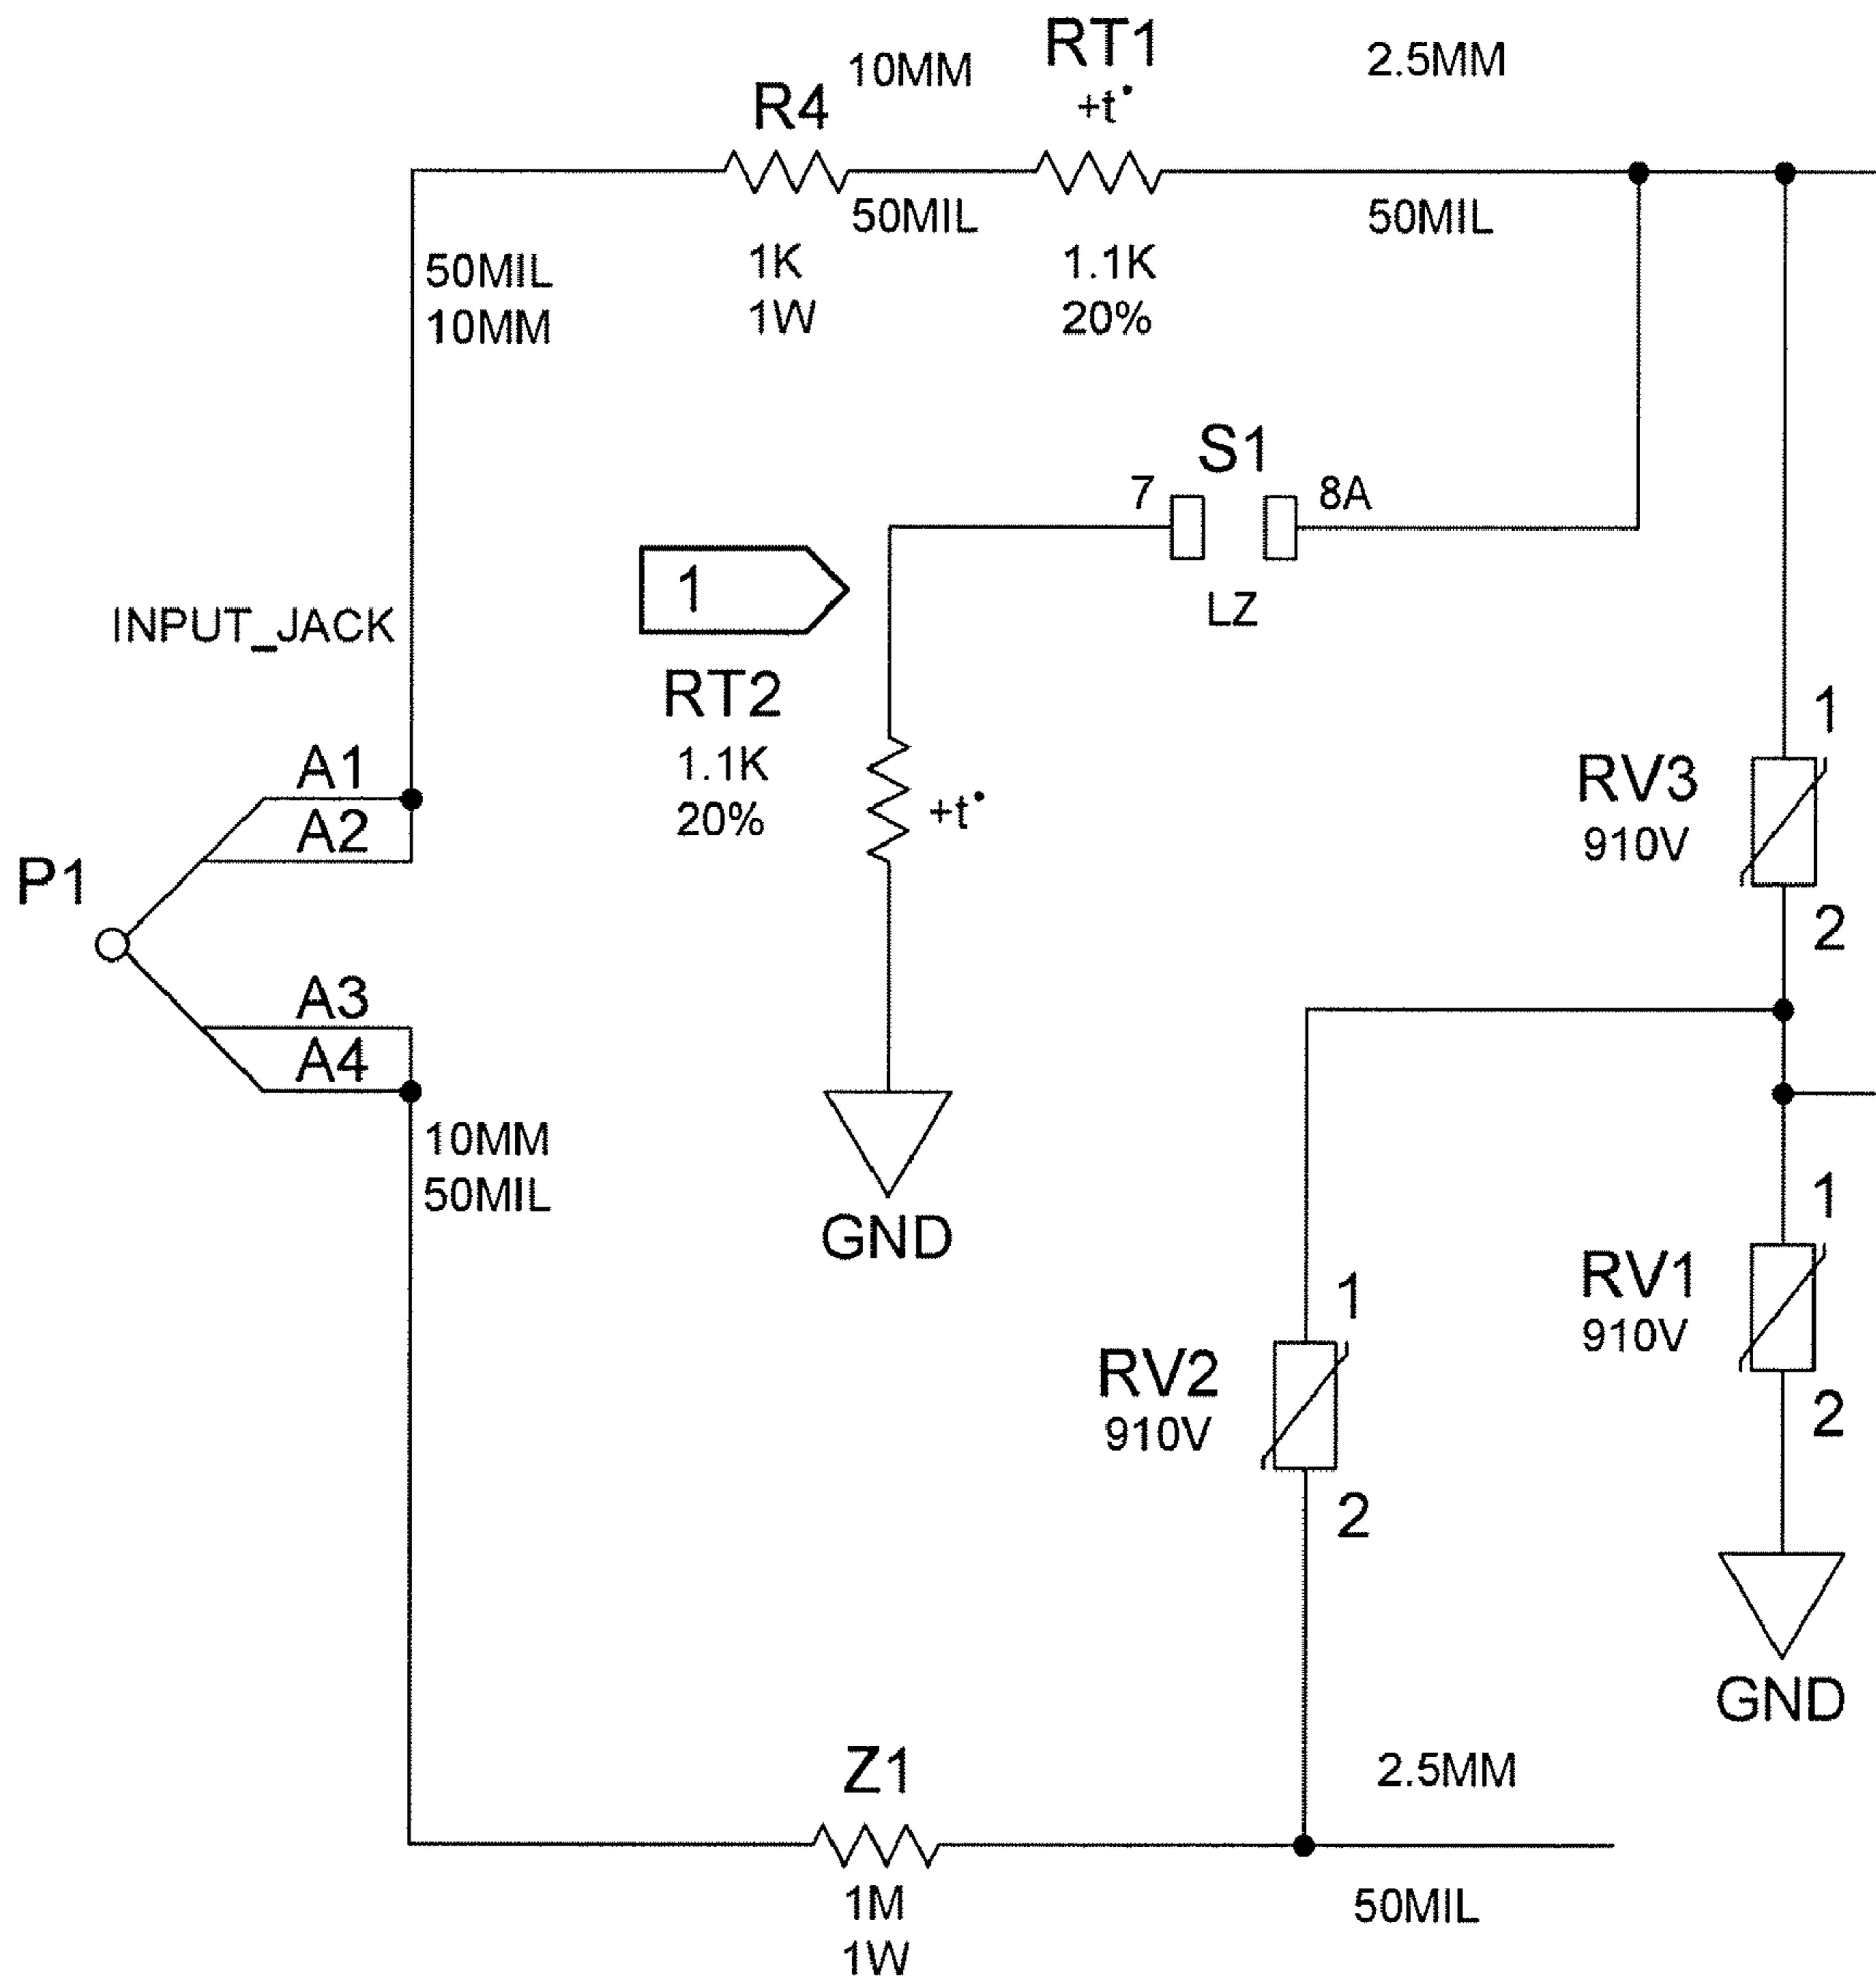 RT1
10MM
2.5MM
+t°
R4
50MIL
50MIL
1K
1W
1.1K
20%
50MIL
10MM
S1
7
8A
LZ
1
INPUT_JACK
RT2
1.1K
20%
+t°
A1
A2
P1
A3
A4
1
RV3
910V
2
10MM
50MIL
GND
1
RV1
910V
2
1
RV2
910V
2
GND
Z1
1M
1W
2.5MM
50MIL